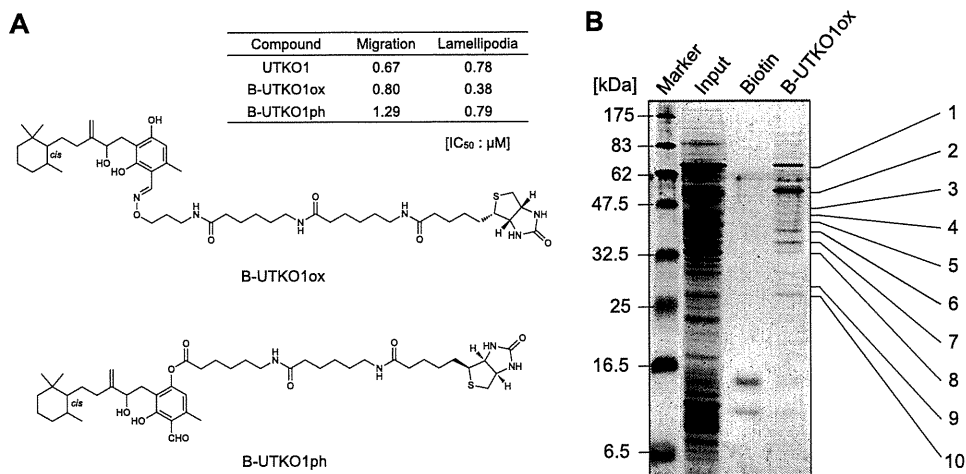 A
Compound Migration Lamellipodia
UTKO1 0.67 0.78
B-UTKO1ox 0.80 0.38
B-UTKO1ph 1.29 0.79
[IC50 : μM]
OH
cis
HO
HO
N
O
H
N
O
N
H
O
H
N
O
S
H
NH
NH
H
O
B-UTKO1ox
O
O
H
N
O
O
N
H
O
HN
NH
H
H
S
cis
HO
HO
CHO
B-UTKO1ph
B
[kDa] Marker Input Biotin B-UTKO1ox
175
83
62
47.5
32.5
25
16.5
6.5
1
2
3
4
5
6
7
8
9
10